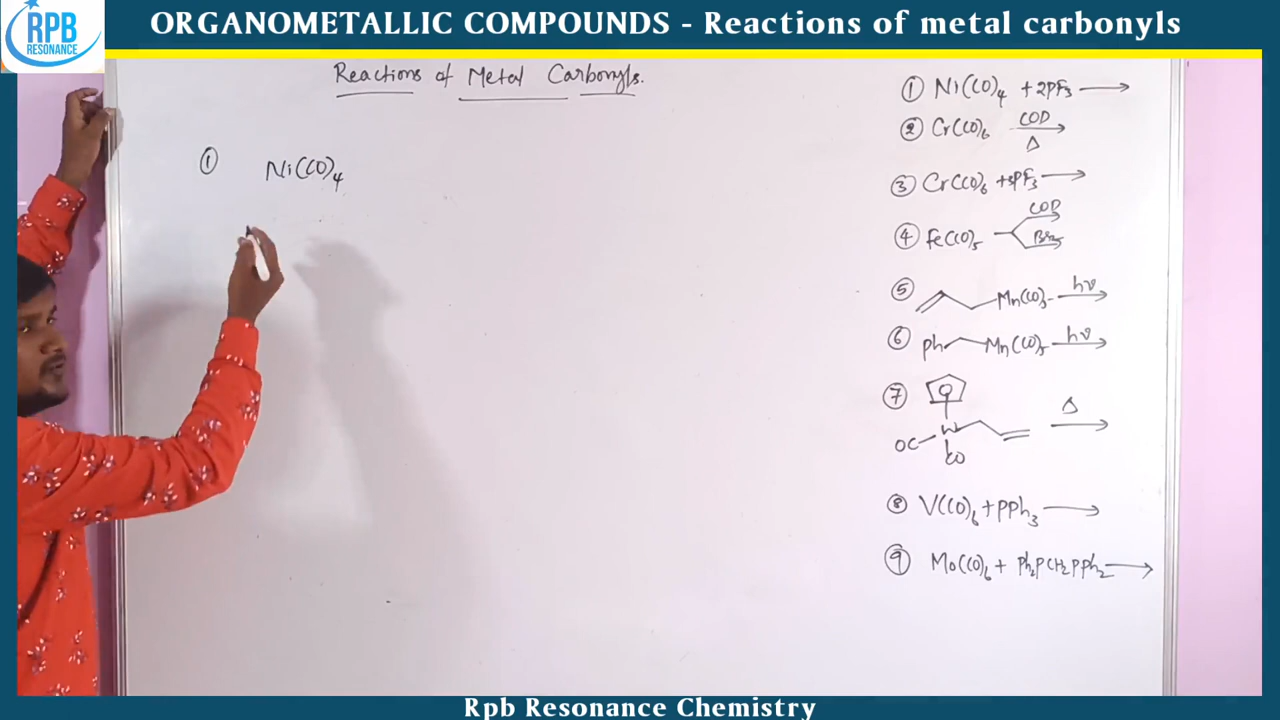 RPB
RESONANCE
ORGANOMETALLIC COMPOUNDS - Reactions of metal carbonyls
Reactions of Metal Carbonyls.
① Ni(CO)₄
① Ni(CO)₄ + 2PF₃ ⟶
② Cr(CO)₆ COD ⟶ Δ
③ Cr(CO)₆ + 3PF₃ ⟶
④ Fe(CO)₅ COD Br₂
⑤ Mn(CO)₅ hν ⟶
⑥ ph Mn(CO)₅ hν ⟶
⑦ OC W CO Δ ⟶
⑧ V(CO)₆ + PPh₃ ⟶
⑨ Mo(CO)₆ + Ph₂PCH₂PPh₂ ⟶
Rpb Resonance Chemistry